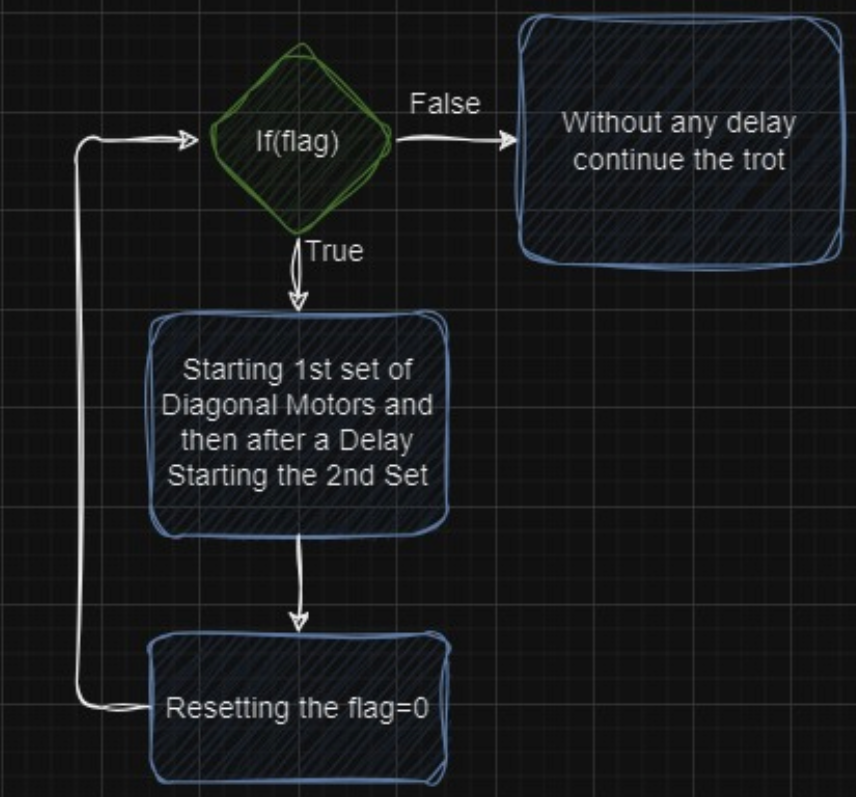 If(flag)
False
Without any delay
continue the trot
True
Starting 1st set of
Diagonal Motors and
then after a Delay
Starting the 2nd Set
Resetting the flag=0